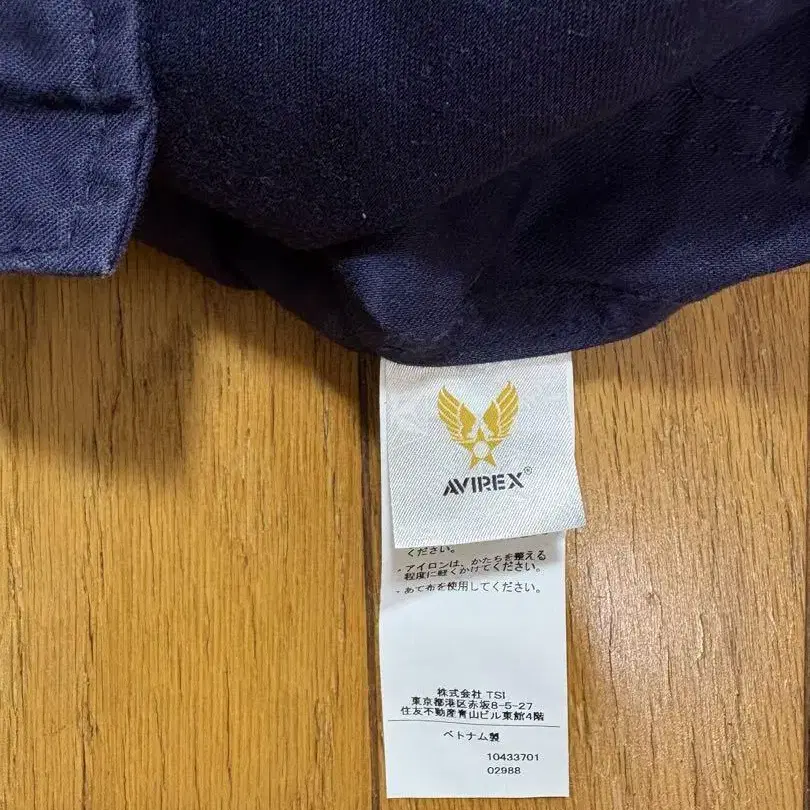 AVIREX®
ください。
・アイロンは、かたちを整える
程度に軽くかけてください。
・あて布を使用してください。
株式会社 TSI
東京都港区赤坂8-5-27
住友不動産青山ビル東館4階
ベトナム製
10433701
02988